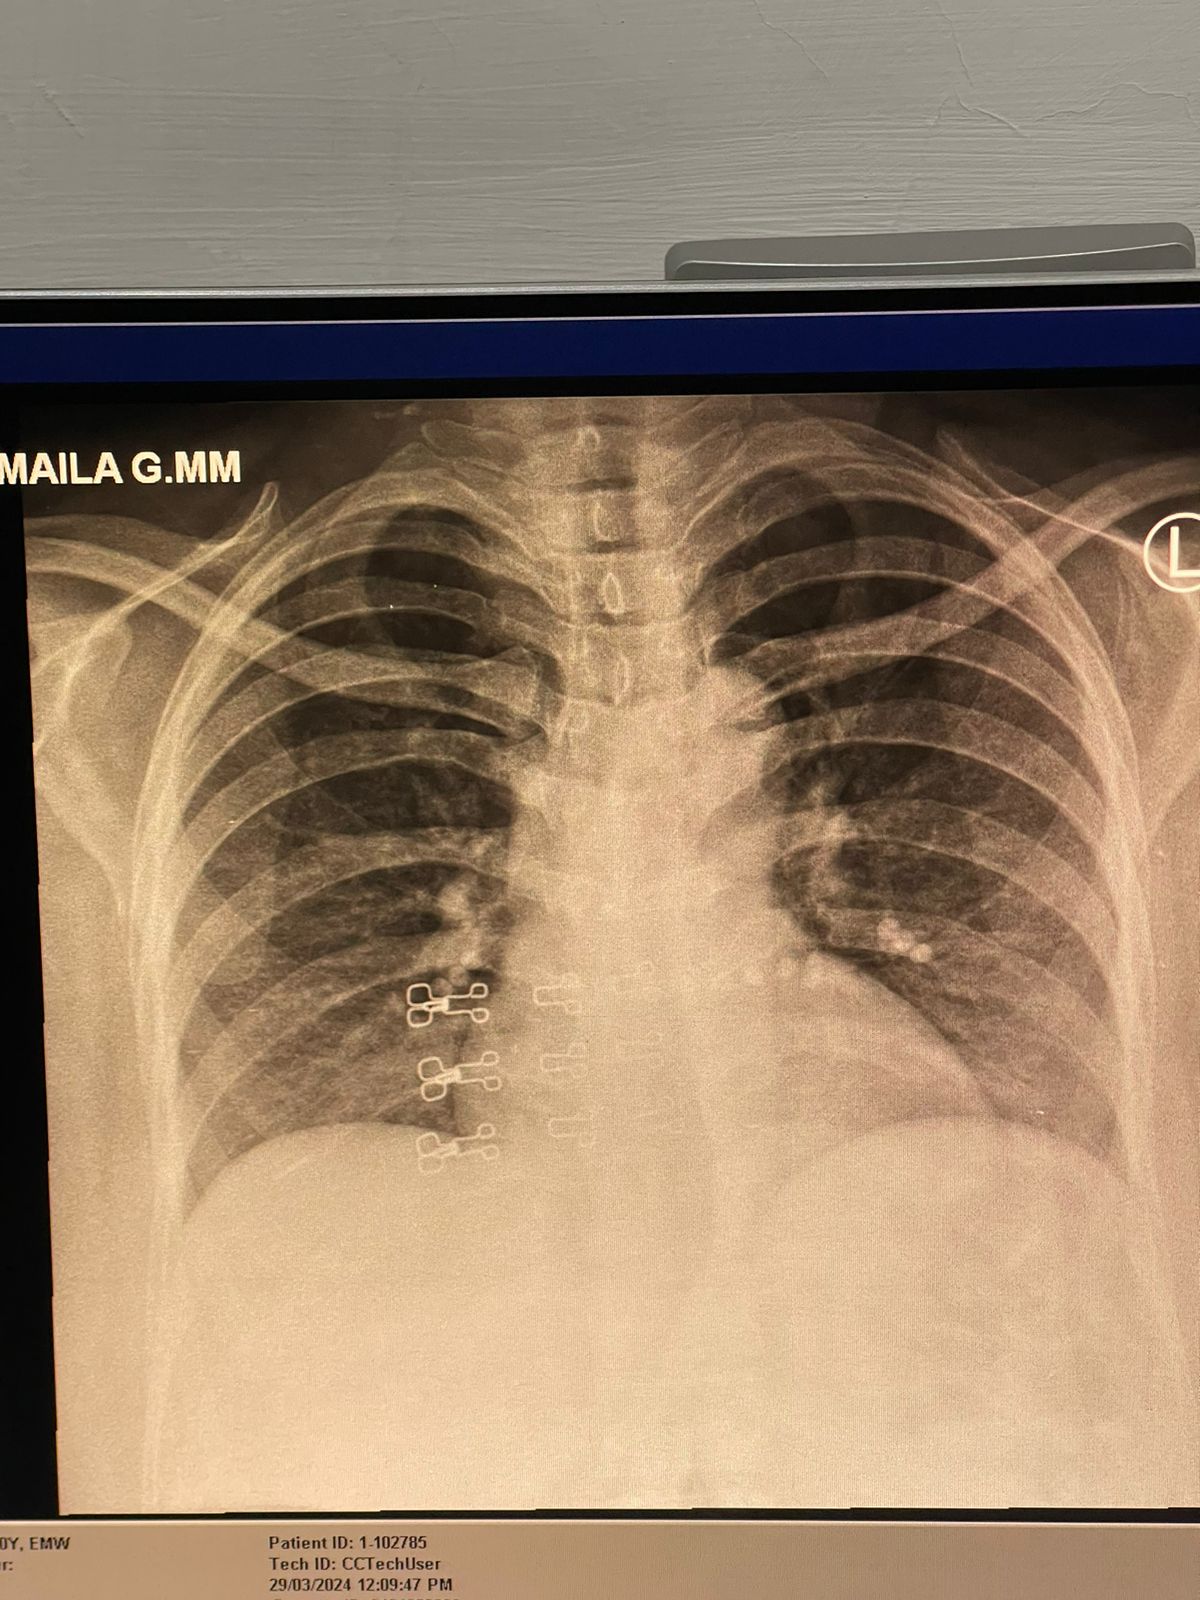 MAILA G.MM
L
0Y, EMW
Patient ID: 1-102785
r:
Tech ID: CCTechUser
29/03/2024 12:09:47 PM